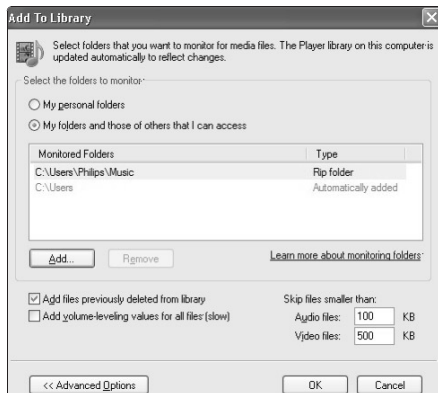 Add To Library
Select folders that you want to monitor for media files. The Player library on this computer is
updated automatically to reflect changes.
Select the folders to monitor
My personal folders
My folders and those of others that I can access
Monitored Folders Type
C:\Users\Philips\Music Rip folder
C:\Users Automatically added
Add... Remove Learn more about monitoring folders
Add files previously deleted from library
Add volume-leveling values for all files (slow)
Skip files smaller than:
Audio files: 100 KB
Video files: 500 KB
<< Advanced Options OK Cancel